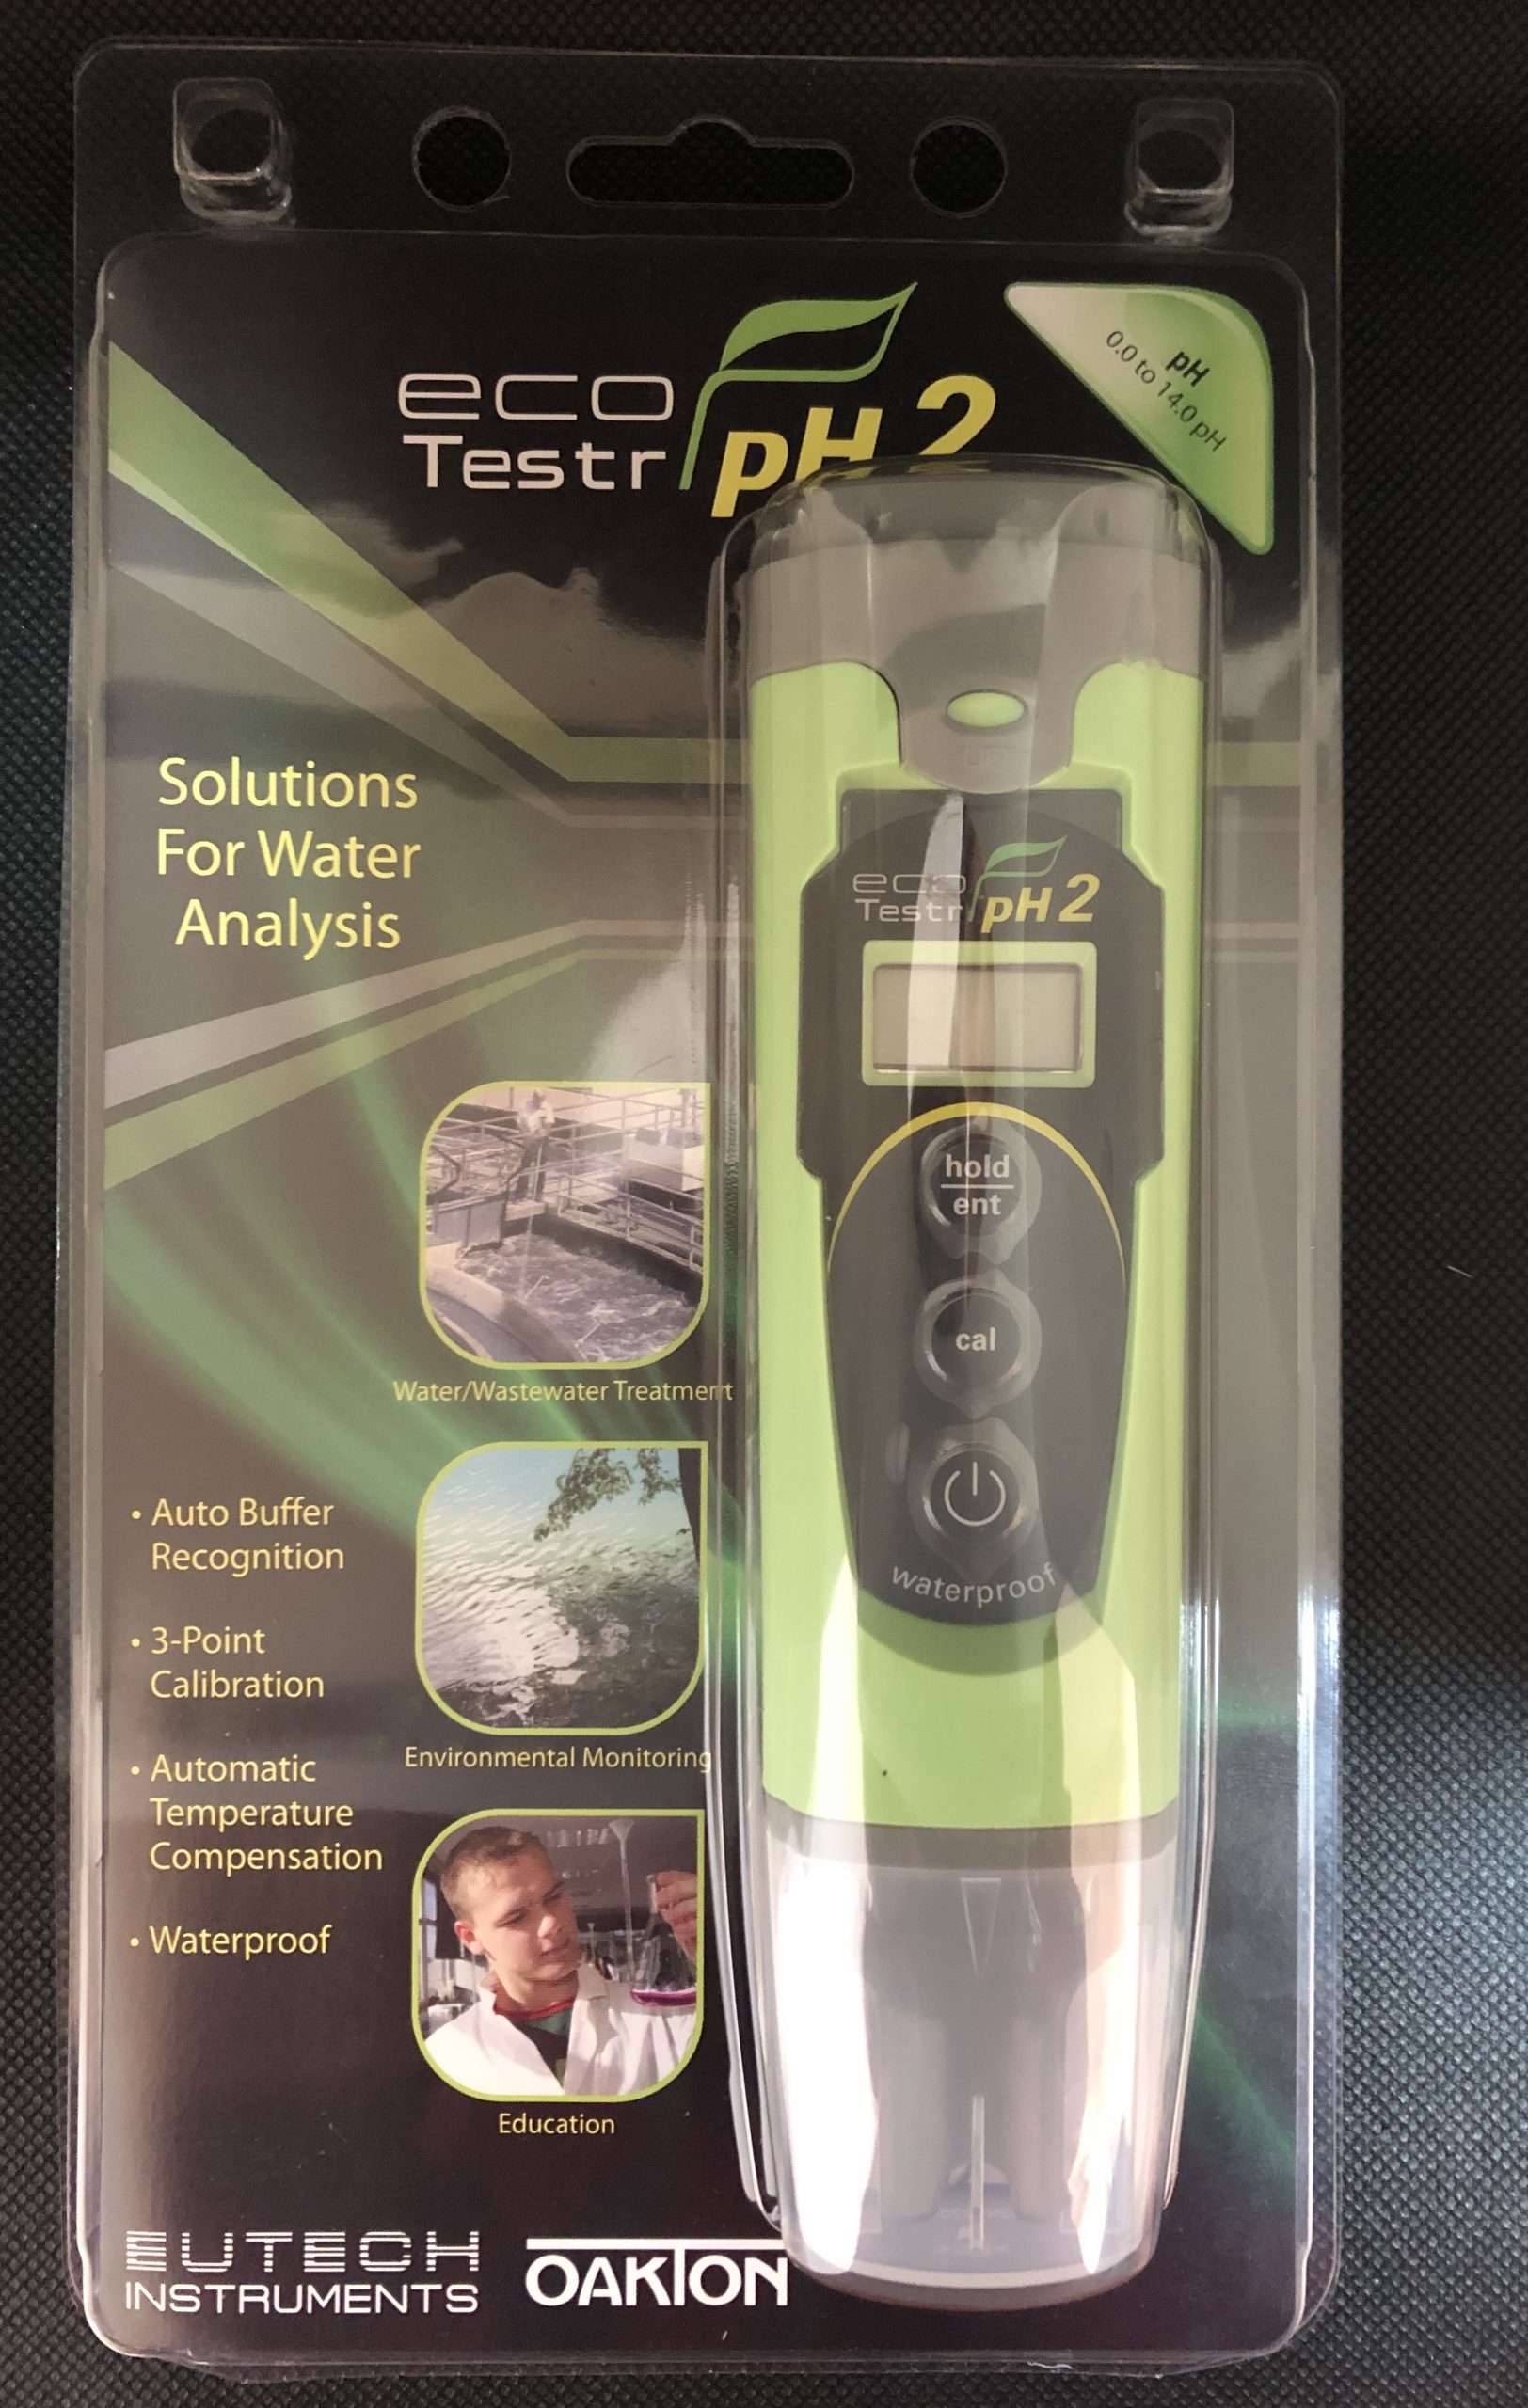 eco
Testr pH 2
pH
0.0 to 14.0 pH
Solutions
For Water
Analysis
eco
Testr pH 2
hold
ent
cal
waterproof
Water/Wastewater Treatment
• Auto Buffer
Recognition
• 3-Point
Calibration
• Automatic
Temperature
Compensation
• Waterproof
Environmental Monitoring
Education
EUTECH
INSTRUMENTS
OAKTON